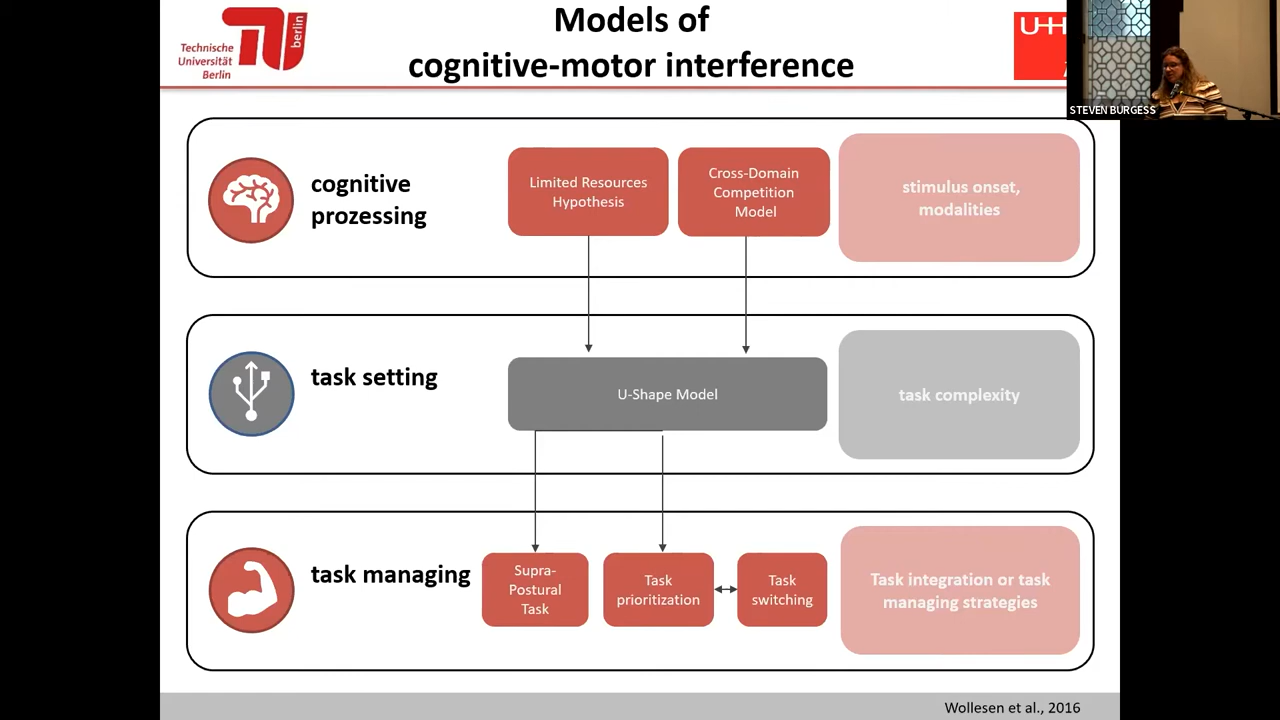 Models of
cognitive-motor interference
Technische
Universität
Berlin
berlin
STEVEN BURGESS
cognitive
prozessing
Limited Resources
Hypothesis
Cross-Domain
Competition
Model
stimulus onset,
modalities
task setting
U-Shape Model
task complexity
task managing
Supra-
Postural
Task
Task
prioritization
Task
switching
Task integration or task
managing strategies
Wollesen et al., 2016